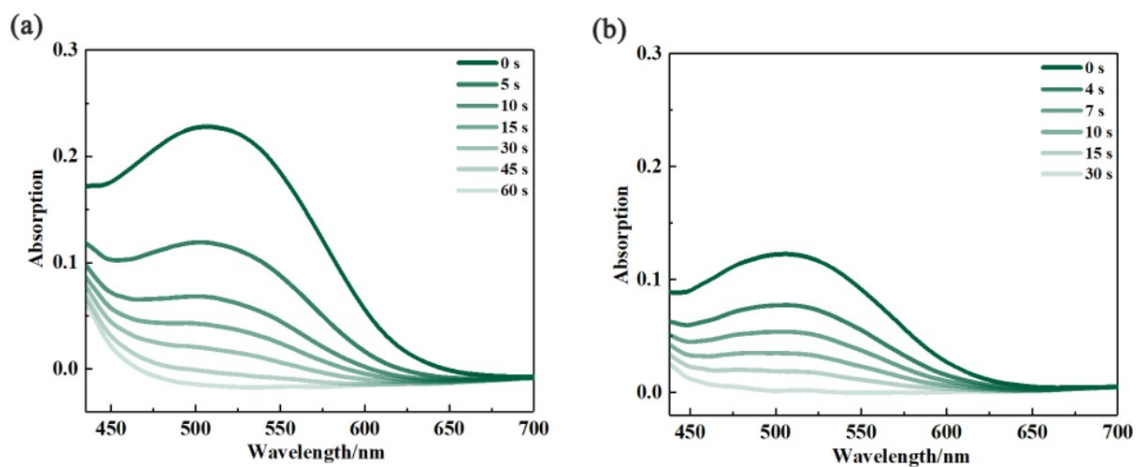 (a)
0.3
0.2
0.1
0.0
Absorption
450 500 550 600 650 700
Wavelength/nm
0 s
5 s
10 s
15 s
30 s
45 s
60 s
(b)
0.3
0.2
0.1
0.0
Absorption
450 500 550 600 650 700
Wavelength/nm
0 s
4 s
7 s
10 s
15 s
30 s